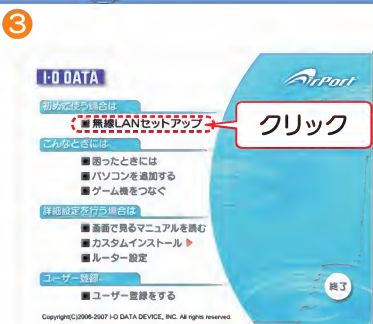 3
I-O DATA
AirPort
初めて使う場合は
■ 無線LANセットアップ
クリック
こんなときには
■ 困ったときには
■ パソコンを追加する
■ ゲーム機をつなぐ
詳細設定を行う場合は
■ 画面で見るマニュアルを読む
■ カスタムインストール ▶
■ ルーター設定
ユーザー登録
■ ユーザー登録をする
終了
Copyright(C)2006-2007 I-O DATA DEVICE, INC. All rights reserved.